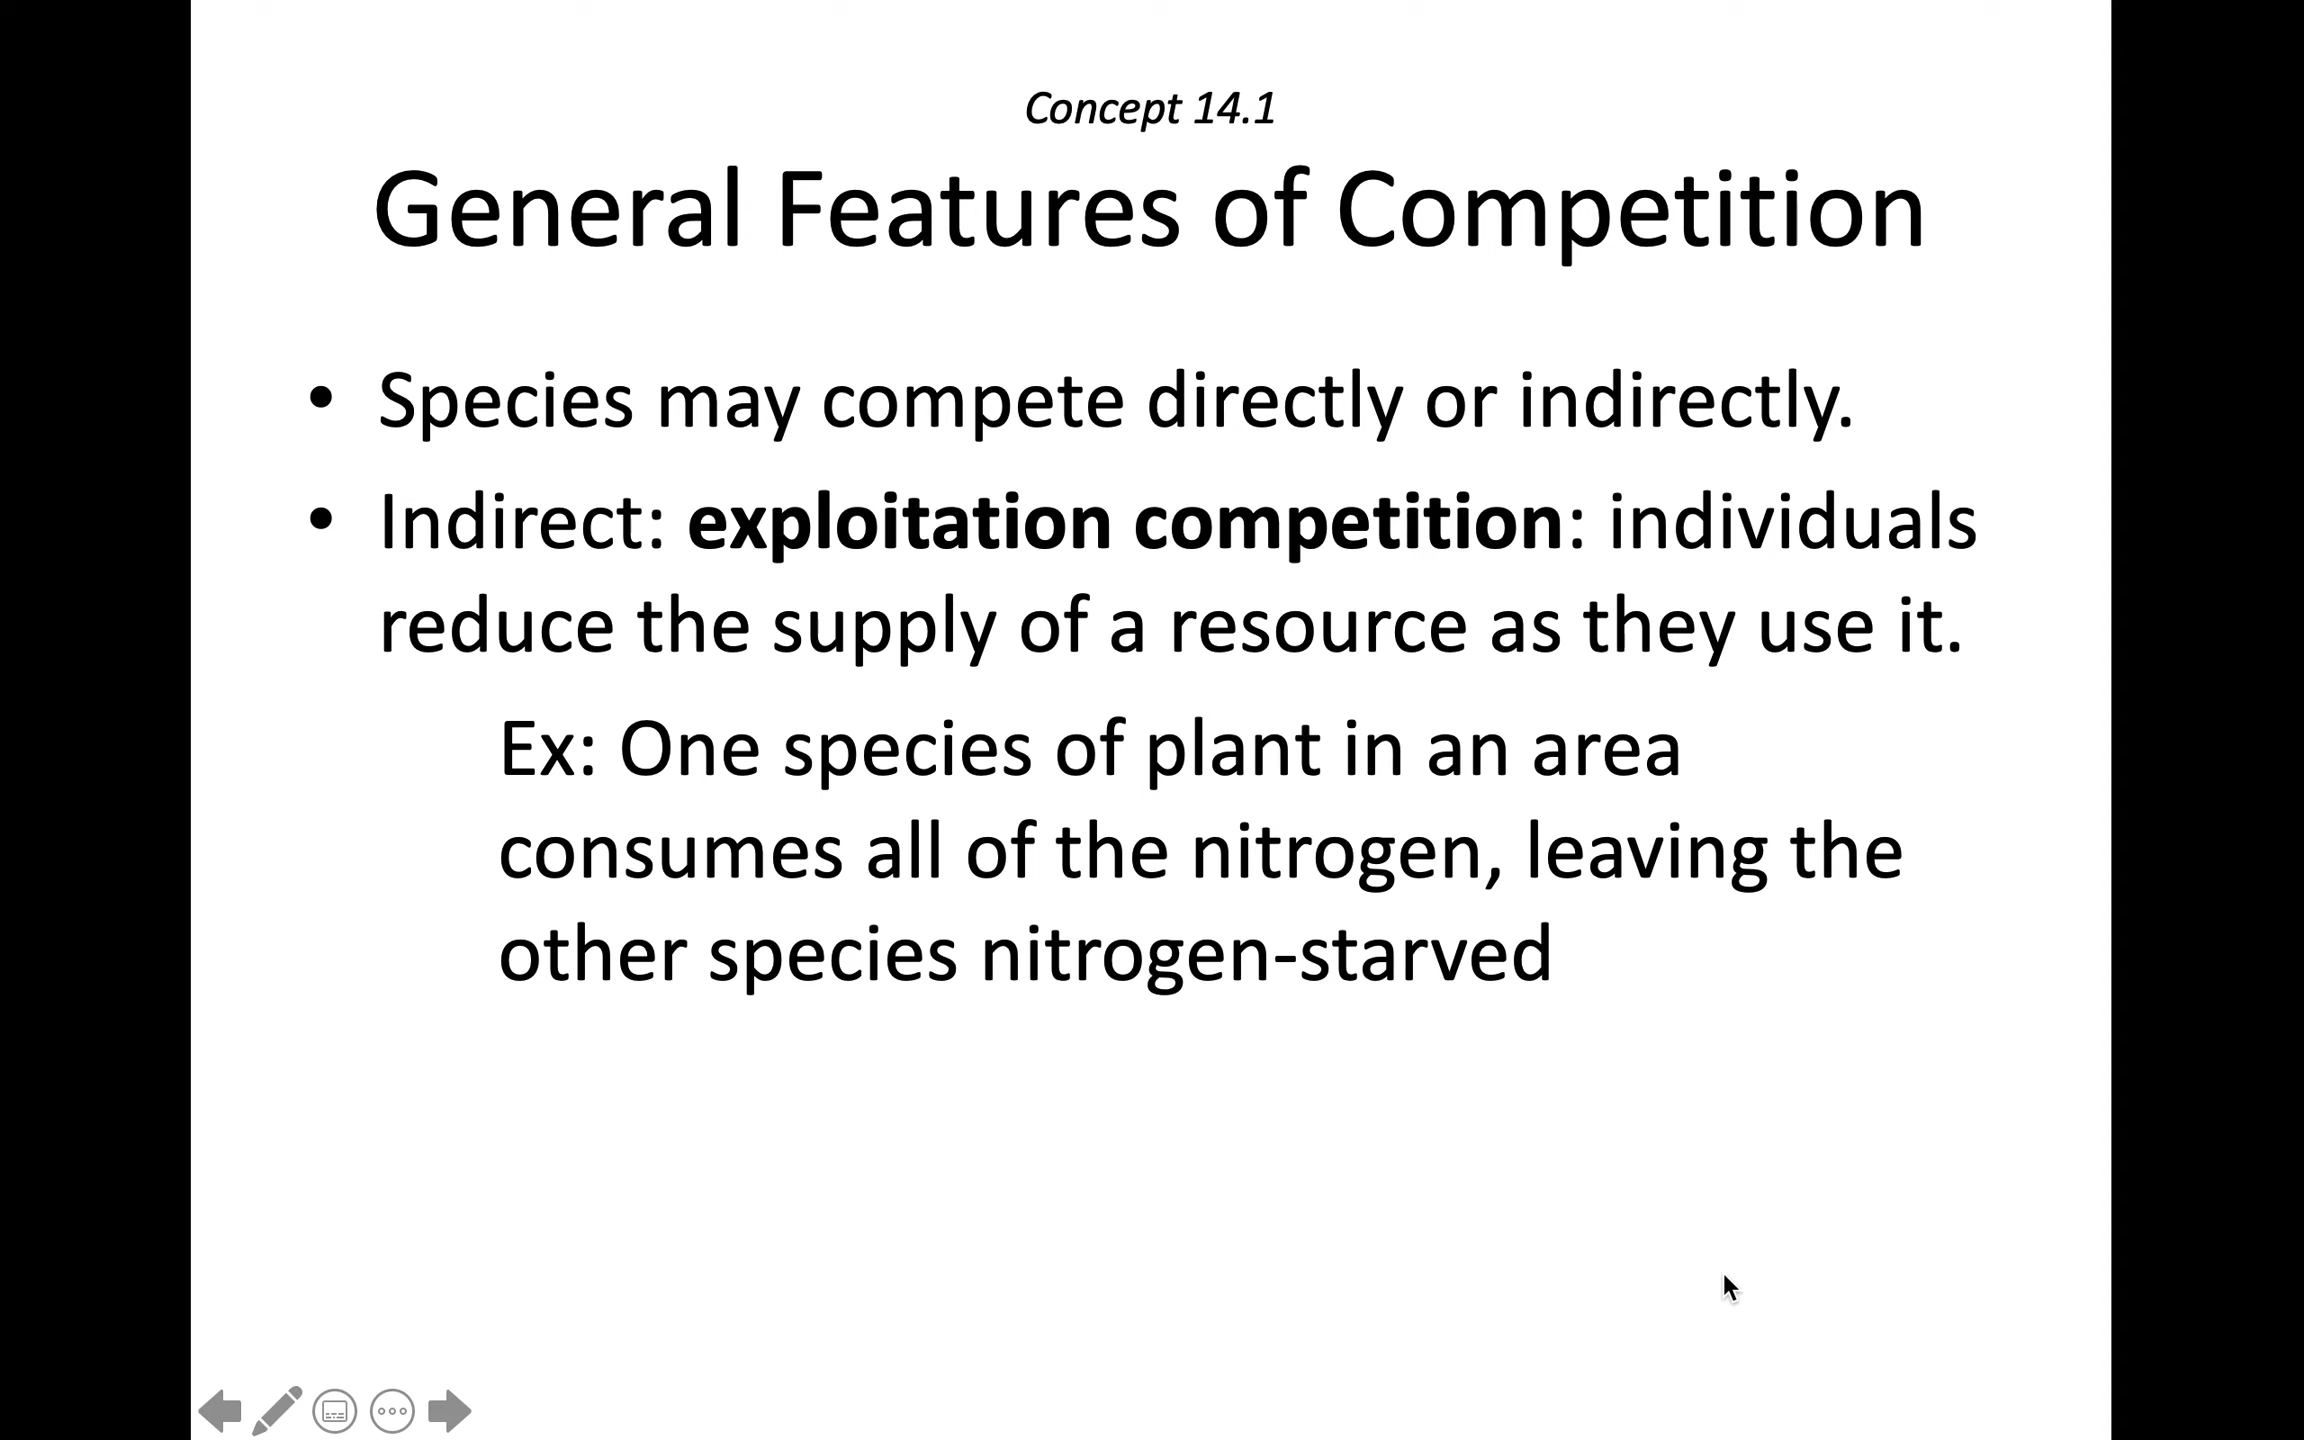 Concept 14.1
General Features of Competition
• Species may compete directly or indirectly.
• Indirect: exploitation competition: individuals
reduce the supply of a resource as they use it.
Ex: One species of plant in an area
consumes all of the nitrogen, leaving the
other species nitrogen-starved